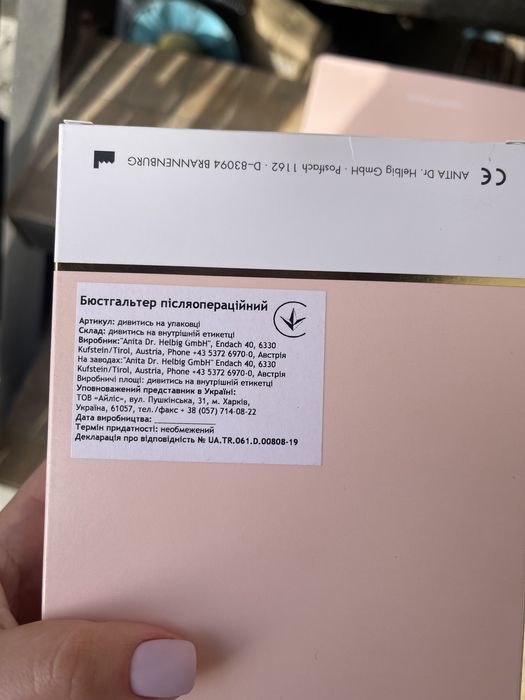 CE ANITA Dr. Helbig GmbH · Postfach 1162 · D-83094 BRANNENBURG
Бюстгальтер післяопераційний
Артикул: дивитись на упаковці
Склад: дивитись на внутрішній етикетці
Виробник:"Anita Dr. Helbig GmbH", Endach 40, 6330
Kufstein/Tirol, Austria, Phone +43 5372 6970-0, Австрія
На заводах:"Anita Dr. Helbig GmbH" Endach 40, 6330
Kufstein/Tirol, Austria, Phone +43 5372 6970-0, Австрія
Виробничі площі: дивитись на внутрішній етикетці
Уповноважений представник в Україні:
ТОВ «Айліс», вул. Пушкінська, 31, м. Харків,
Україна, 61057, тел./факс + 38 (057) 714-08-22
Дата виробництва: ____________
Термін придатності: необмежений
Декларація про відповідність № UA.TR.061.D.00808-19